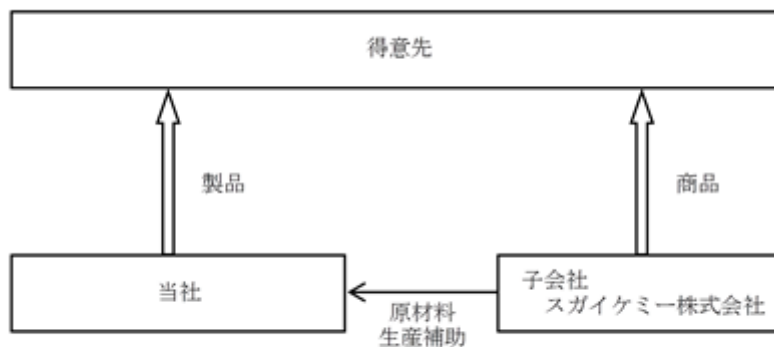 得意先
製品
商品
当社
子会社
スガイケミー株式会社
原材料
生産補助